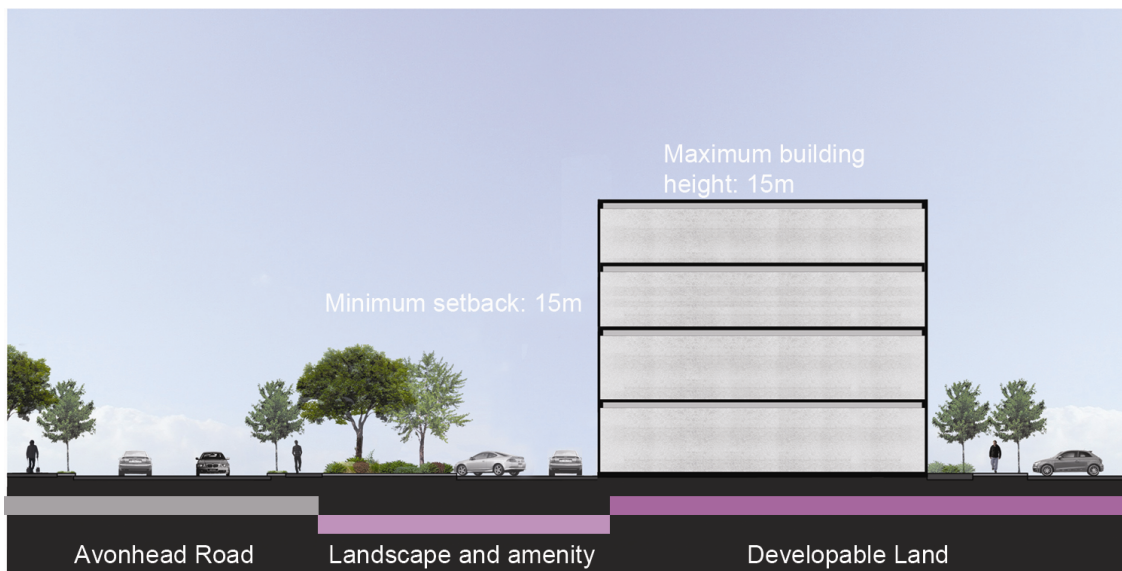 Maximum building
height: 15m
Minimum setback: 15m
Avonhead Road
Landscape and amenity
Developable Land